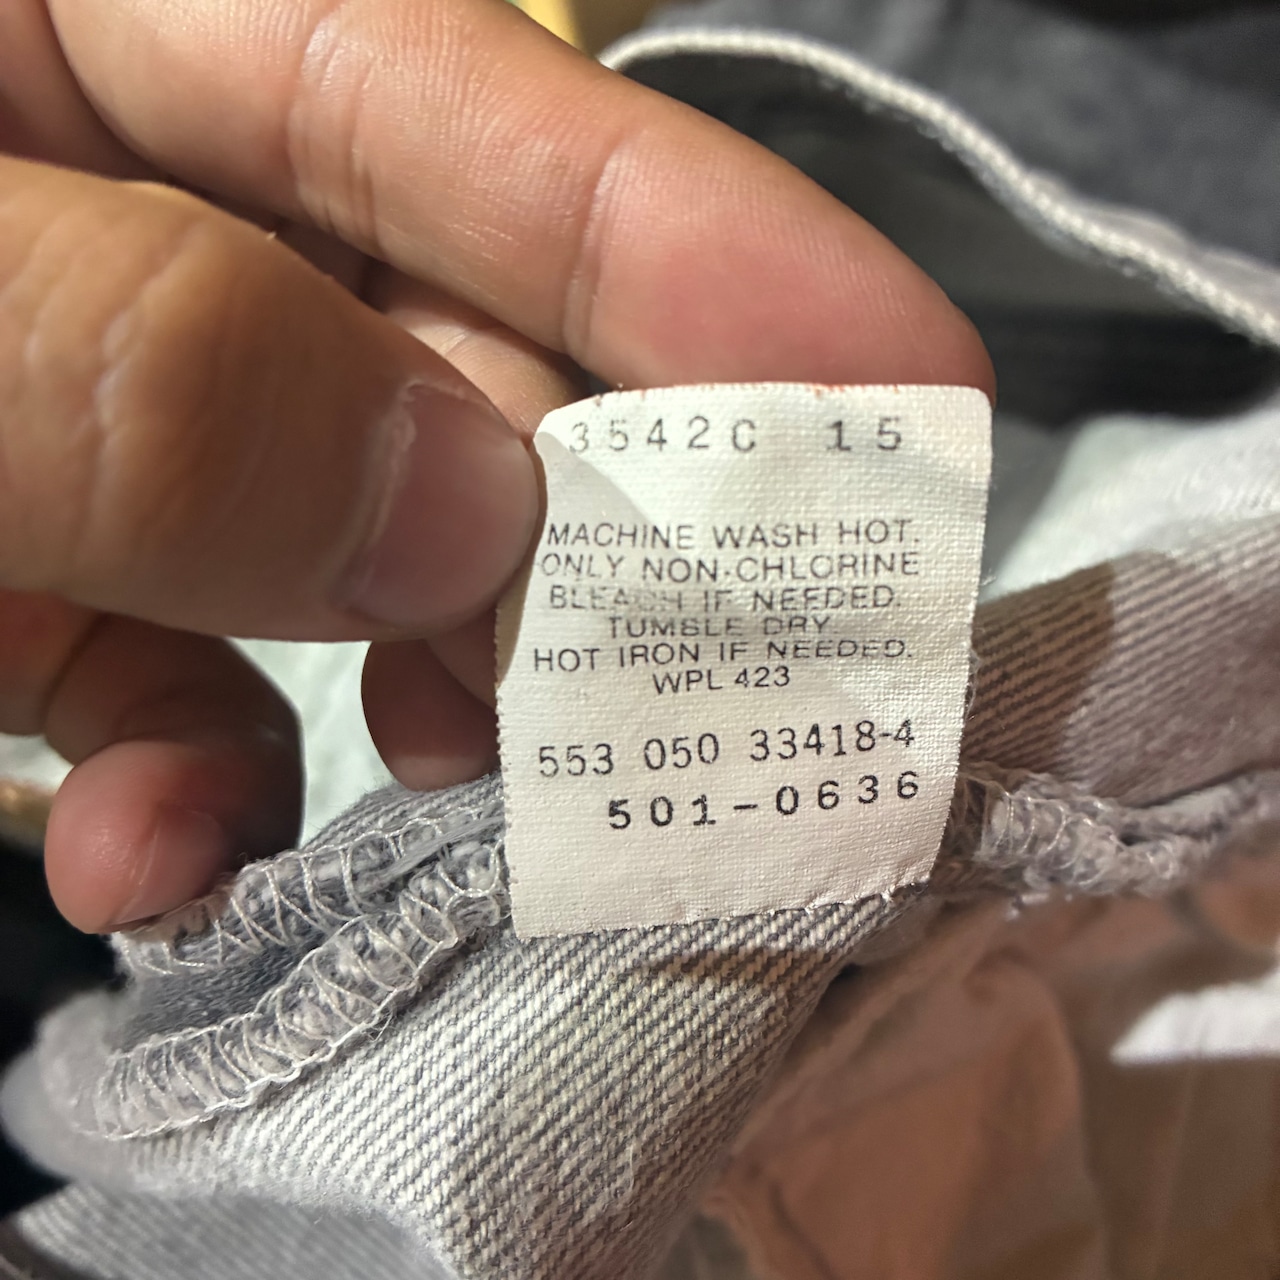 3542C 15
MACHINE WASH HOT.
ONLY NON-CHLORINE
BLEACH IF NEEDED.
TUMBLE DRY
HOT IRON IF NEEDED.
WPL 423
553 050 33418-4
501-0636